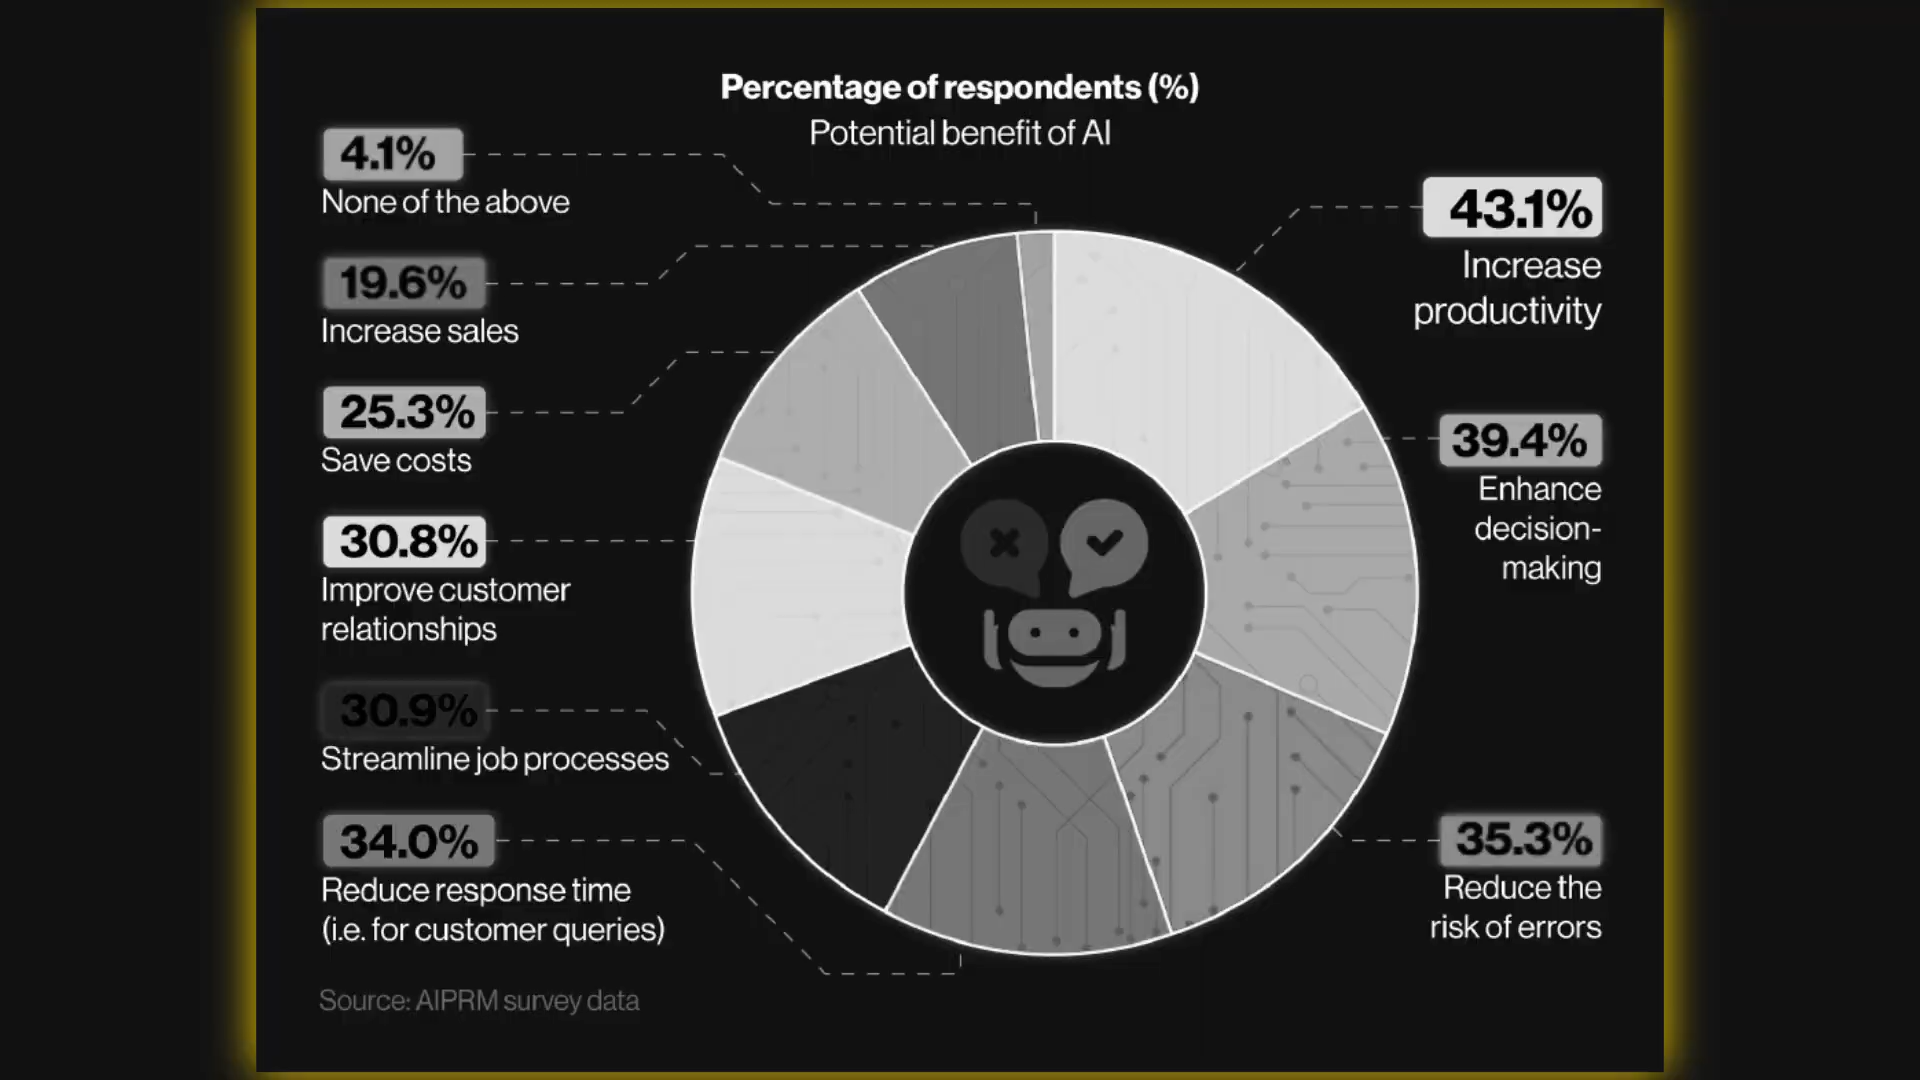 Percentage of respondents (%)
Potential benefit of AI
4.1%
None of the above
19.6%
Increase sales
25.3%
Save costs
30.8%
Improve customer
relationships
30.9%
Streamline job processes
34.0%
Reduce response time
(i.e. for customer queries)
43.1%
Increase
productivity
39.4%
Enhance
decision-
making
35.3%
Reduce the
risk of errors
Source: AIPRM survey data